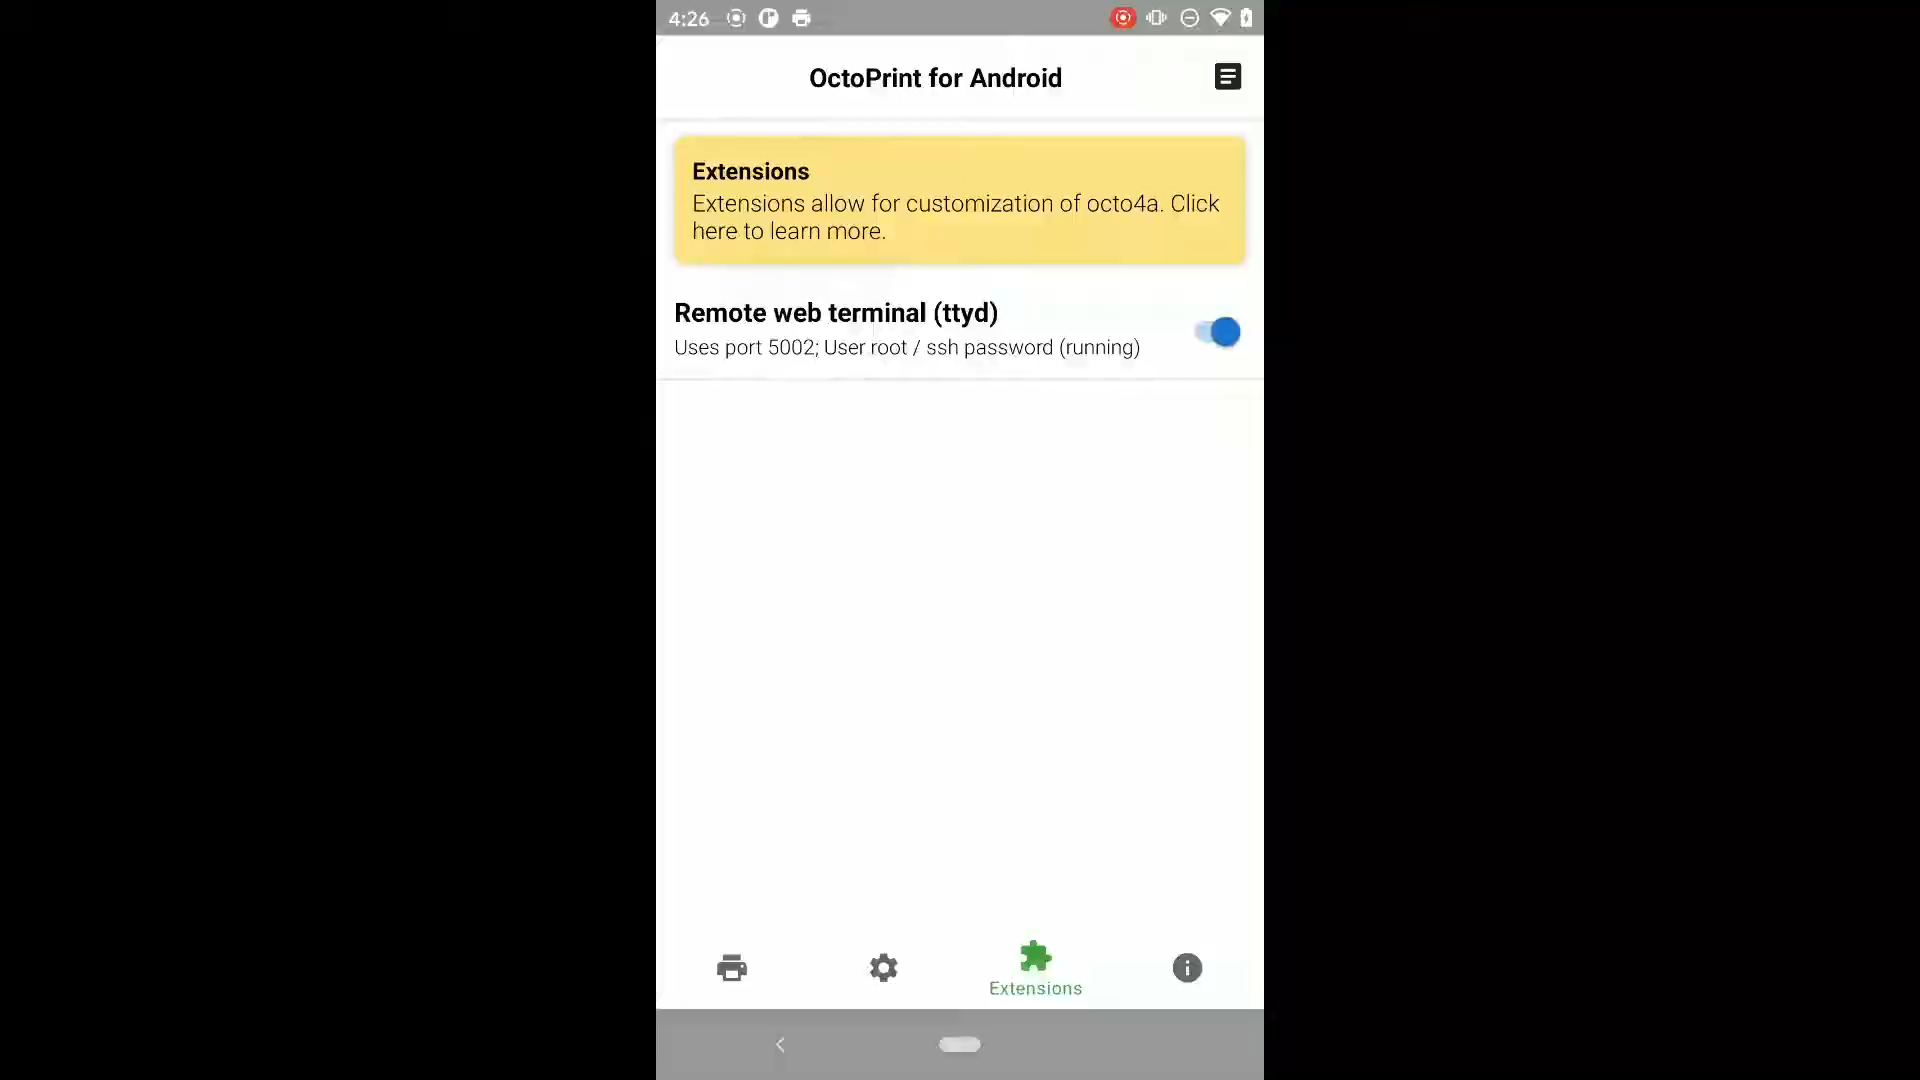 4:26
OctoPrint for Android
Extensions
Extensions allow for customization of octo4a. Click
here to learn more.
Remote web terminal (ttyd)
Uses port 5002; User root / ssh password (running)
Extensions